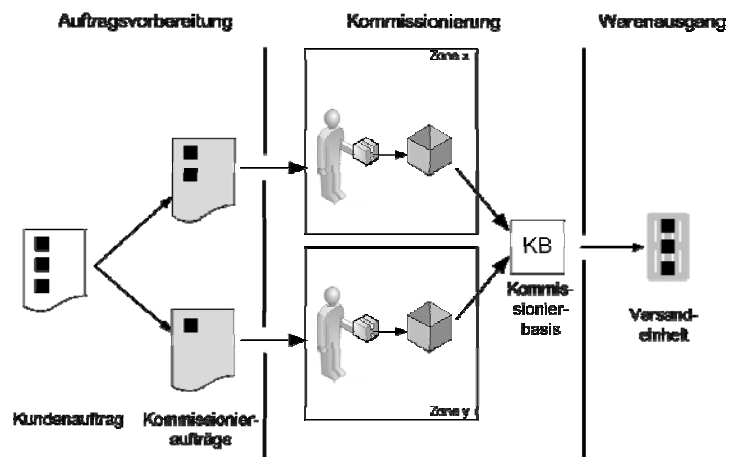 Auftragsvorbereitung
Kommissionierung
Warenausgang
Zone x
KB
Kommis-
sionier-
basis
Versand-
einheit
Zone y
Kundenauftrag
Kommissionier-
aufträge